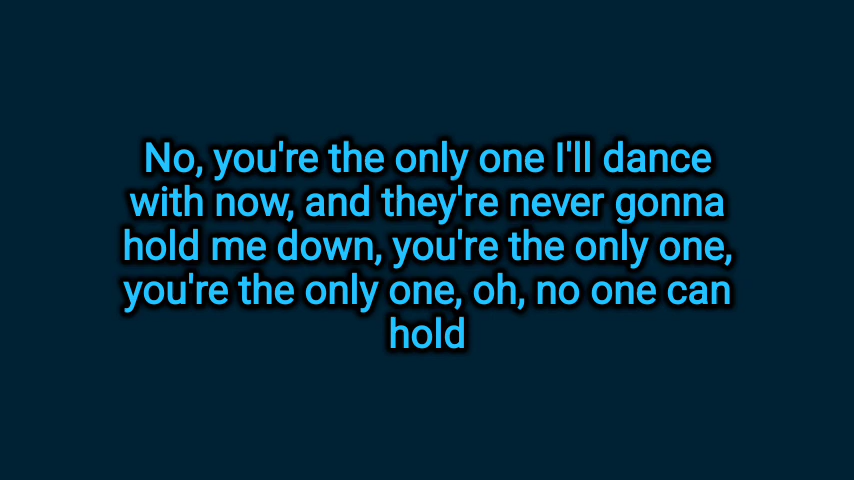 No, you're the only one I'll dance
with now, and they're never gonna
hold me down, you're the only one,
you're the only one, oh, no one can
hold